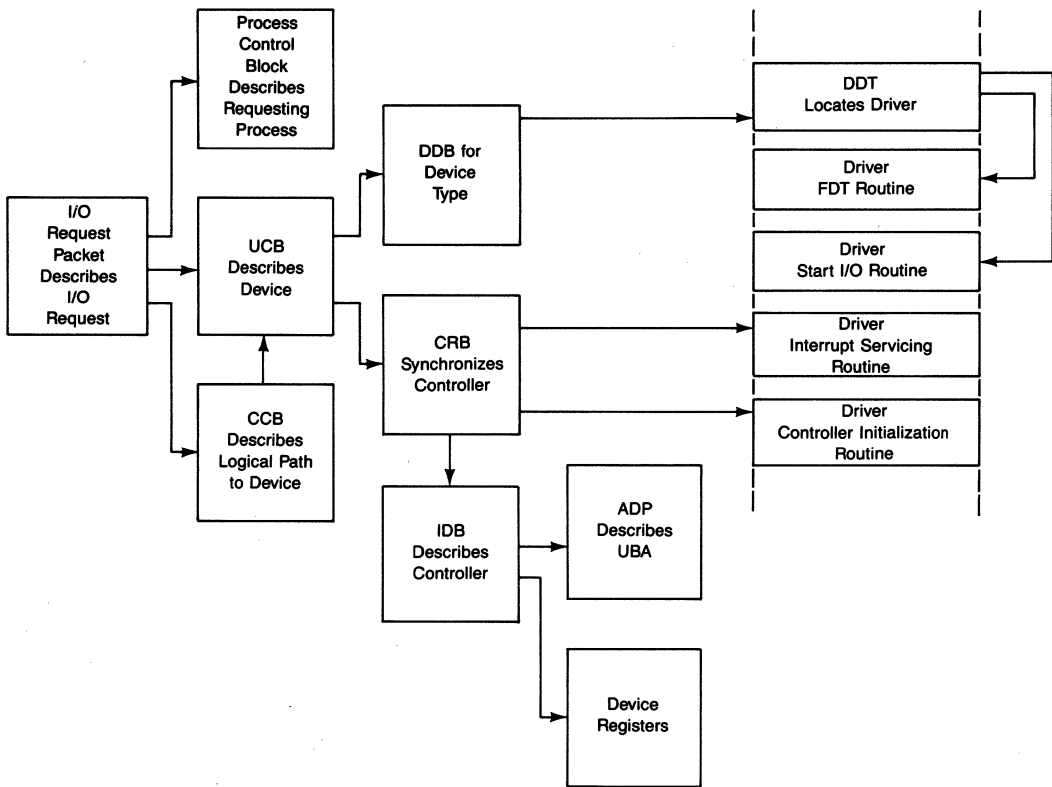 Process
Control
Block
Describes
Requesting
Process
I/O
Request
Packet
Describes
I/O
Request
UCB
Describes
Device
CCB
Describes
Logical Path
to Device
DDB for
Device
Type
CRB
Synchronizes
Controller
IDB
Describes
Controller
ADP
Describes
UBA
Device
Registers
DDT
Locates Driver
Driver
FDT Routine
Driver
Start I/O Routine
Driver
Interrupt Servicing
Routine
Driver
Controller Initialization
Routine